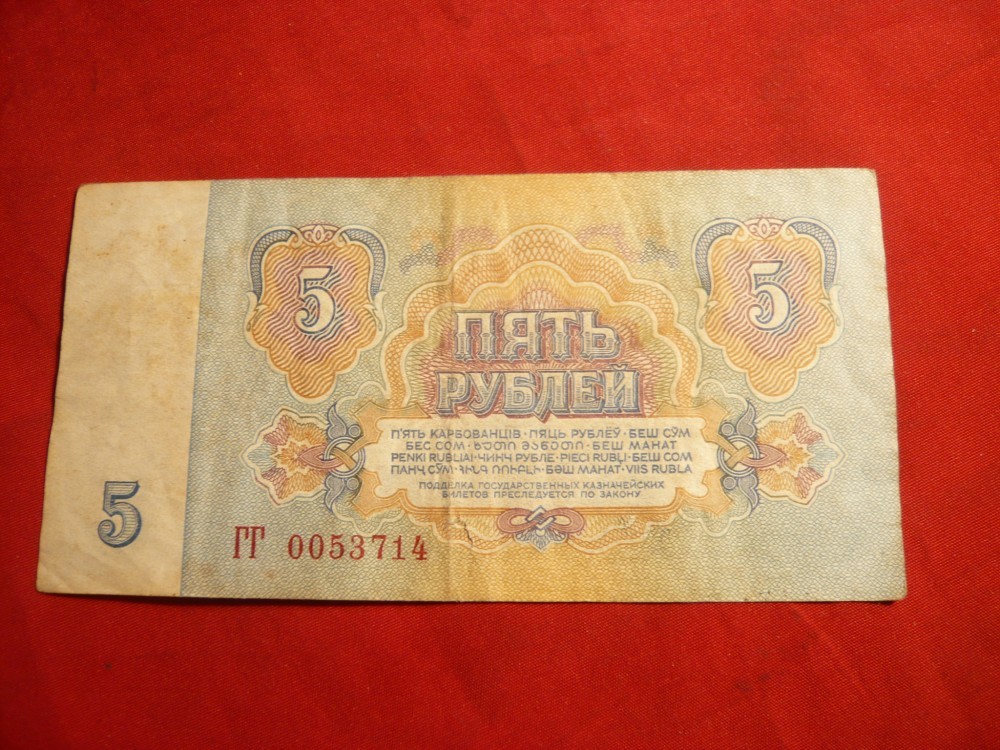 5 5
ПЯТЬ
РУБЛЕЙ
П'ЯТЬ КАРБОВАНЦІВ · ПЯЦЬ РУБЛЁЎ · БЕШ СЎМ
БЕС СОМ · ᲮᲣᲗᲘ ᲛᲐᲜᲔᲗᲘ · БЕШ МАНАТ
PENKI RUBLIAI · ЧИНЧ РУБЛЕ · PIECI RUBĻI · БЕШ СОМ
ПАНҶ СӮМ · ՀԻՆԳ ՌՈՒԲԼԻ · БӘШ МАНАТ · VIIS RUBLA
ПОДДЕЛКА ГОСУДАРСТВЕННЫХ КАЗНАЧЕЙСКИХ
БИЛЕТОВ ПРЕСЛЕДУЕТСЯ ПО ЗАКОНУ
5
ГГ 0053714